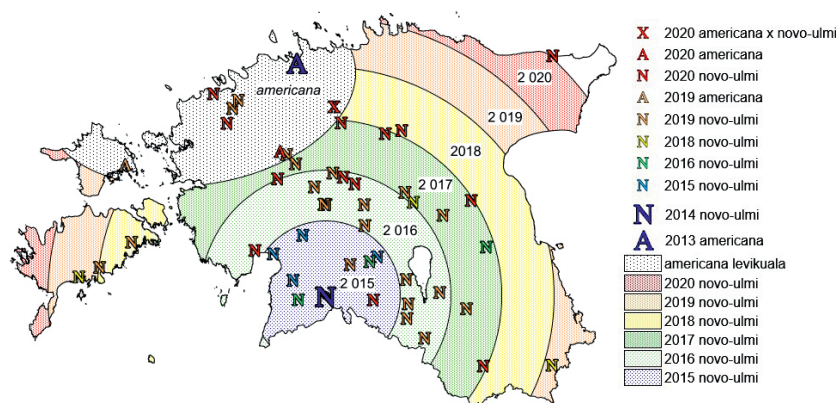 A
americana
2 020
2 019
2018
2 017
2 016
2 015
N
X 2020 americana x novo-ulmi
A 2020 americana
N 2020 novo-ulmi
A 2019 americana
N 2019 novo-ulmi
N 2018 novo-ulmi
N 2016 novo-ulmi
N 2015 novo-ulmi
N 2014 novo-ulmi
A 2013 americana
americana levikuala
2020 novo-ulmi
2019 novo-ulmi
2018 novo-ulmi
2017 novo-ulmi
2016 novo-ulmi
2015 novo-ulmi